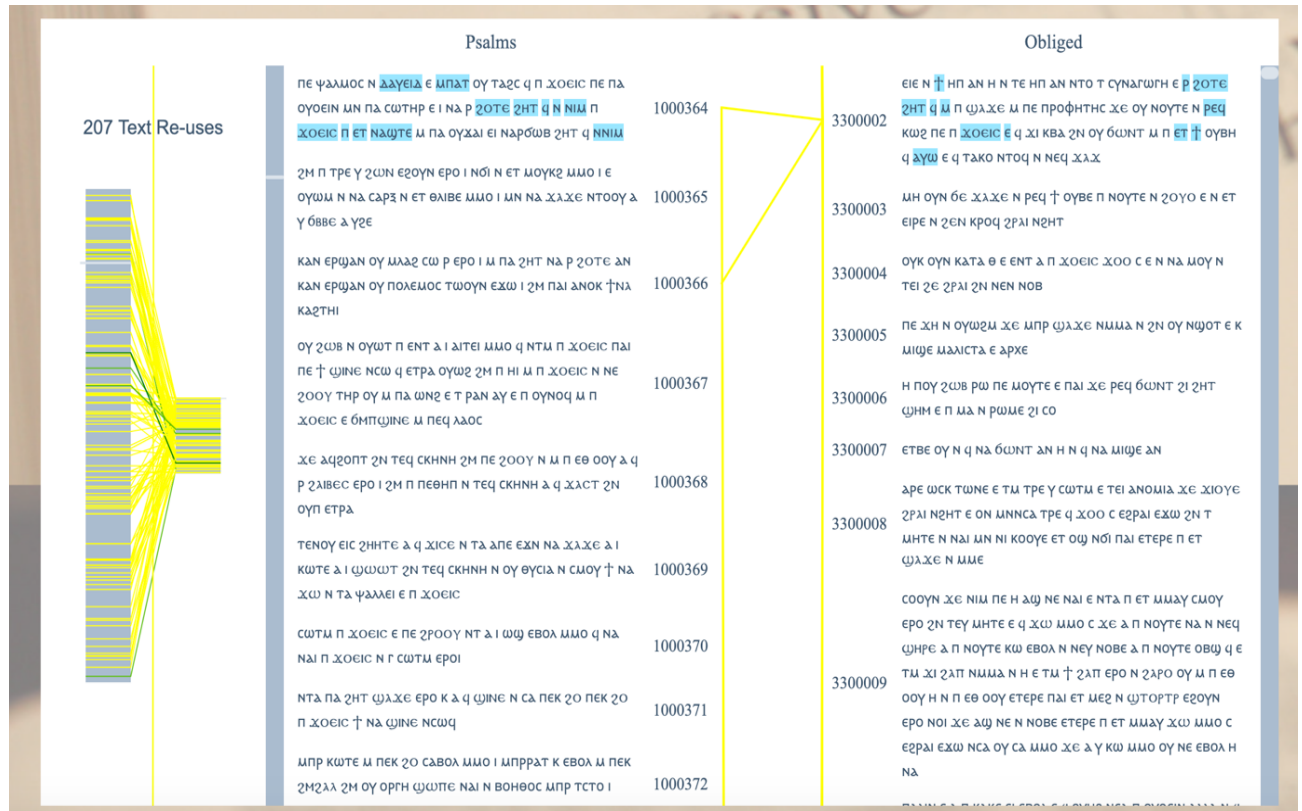 Psalms
Obliged
207 Text Re-uses
ⲡⲉ ⲯⲁⲗⲙⲟⲥ ⲛ ⲇⲁⲩⲉⲓⲇ ⲉ ⲙⲡⲁⲧ ⲟⲩ ⲧⲁϩⲥ ϥ ⲡ ϫⲟⲉⲓⲥ ⲡⲉ ⲡⲁ
ⲟⲩⲟⲉⲓⲛ ⲙⲛ ⲡⲁ ⲥⲱⲧⲏⲣ ⲉ ⲓ ⲛⲁ ⲣ ϩⲟⲧⲉ ϩⲏⲧ ϥ ⲛ ⲛⲓⲙ ⲡ
ϫⲟⲉⲓⲥ ⲡ ⲉⲧ ⲛⲁϣⲧⲉ ⲙ ⲡⲁ ⲟⲩϫⲁⲓ ⲉⲓ ⲛⲁⲣϭⲱⲃ ϩⲏⲧ ϥ ⲛⲛⲓⲙ
1000364
ϩⲙ ⲡ ⲧⲣⲉ ⲩ ϩⲱⲛ ⲉϩⲟⲩⲛ ⲉⲣⲟ ⲓ ⲛϭⲓ ⲛ ⲉⲧ ⲙⲟⲩⲕϩ ⲙⲙⲟ ⲓ ⲉ
ⲟⲩⲱⲙ ⲛ ⲛⲁ ⲥⲁⲣⲝ ⲛ ⲉⲧ ⲑⲗⲓⲃⲉ ⲙⲙⲟ ⲓ ⲙⲛ ⲛⲁ ϫⲁϫⲉ ⲛⲧⲟⲟⲩ ⲁ
ⲩ ϭⲃⲃⲉ ⲁ ⲩϩⲉ
1000365
ⲕⲁⲛ ⲉⲣϣⲁⲛ ⲟⲩ ⲙⲗⲁϩ ⲥⲱ ⲣ ⲉⲣⲟ ⲓ ⲙ ⲡⲁ ϩⲏⲧ ⲛⲁ ⲣ ϩⲟⲧⲉ ⲁⲛ
ⲕⲁⲛ ⲉⲣϣⲁⲛ ⲟⲩ ⲡⲟⲗⲉⲙⲟⲥ ⲧⲱⲟⲩⲛ ⲉϫⲱ ⲓ ϩⲙ ⲡⲁⲓ ⲁⲛⲟⲕ ϯⲛⲁ
ⲕⲁϩⲧⲏⲓ
1000366
ⲟⲩ ϩⲱⲃ ⲛ ⲟⲩⲱⲧ ⲡ ⲉⲛⲧ ⲁ ⲓ ⲁⲓⲧⲉⲓ ⲙⲙⲟ ϥ ⲛⲧⲙ ⲡ ϫⲟⲉⲓⲥ ⲡⲁⲓ
ⲡⲉ ϯ ϣⲓⲛⲉ ⲛⲥⲱ ϥ ⲉⲧⲣⲁ ⲟⲩⲱϩ ϩⲙ ⲡ ⲏⲓ ⲙ ⲡ ϫⲟⲉⲓⲥ ⲛ ⲛⲉ
ϩⲟⲟⲩ ⲧⲏⲣ ⲟⲩ ⲙ ⲡⲁ ⲱⲛϩ ⲉ ⲧ ⲣⲁⲛ ⲁⲩ ⲉ ⲡ ⲟⲩⲛⲟϥ ⲙ ⲡ
ϫⲟⲉⲓⲥ ⲉ ϭⲙⲡϣⲓⲛⲉ ⲙ ⲡⲉϥ ⲗⲁⲟⲥ
1000367
ϫⲉ ⲁϥϩⲟⲡⲧ ϩⲛ ⲧⲉϥ ⲥⲕⲏⲛⲏ ϩⲙ ⲡⲉ ϩⲟⲟⲩ ⲛ ⲙ ⲡ ⲉⲑ ⲟⲟⲩ ⲁ ϥ
ⲣ ϩⲁⲓⲃⲉⲥ ⲉⲣⲟ ⲓ ϩⲙ ⲡ ⲡⲉⲑⲏⲡ ⲛ ⲧⲉϥ ⲥⲕⲏⲛⲏ ⲁ ϥ ϫⲁⲥⲧ ϩⲛ
ⲟⲩⲡ ⲉⲧⲣⲁ
1000368
ⲧⲉⲛⲟⲩ ⲉⲓⲥ ϩⲏⲏⲧⲉ ⲁ ϥ ϫⲓⲥⲉ ⲛ ⲧⲁ ⲁⲡⲉ ⲉϫⲛ ⲛⲁ ϫⲁϫⲉ ⲁ ⲓ
ⲕⲱⲧⲉ ⲁ ⲓ ϣⲱⲱⲧ ϩⲛ ⲧⲉϥ ⲥⲕⲏⲛⲏ ⲛ ⲟⲩ ⲑⲩⲥⲓⲁ ⲛ ⲥⲙⲟⲩ ϯ ⲛⲁ
ϫⲱ ⲛ ⲧⲁ ⲯⲁⲗⲗⲉⲓ ⲉ ⲡ ϫⲟⲉⲓⲥ
1000369
ⲥⲱⲧⲙ ⲡ ϫⲟⲉⲓⲥ ⲉ ⲡⲉ ϩⲣⲟⲟⲩ ⲛⲧ ⲁ ⲓ ⲱϣ ⲉⲃⲟⲗ ⲙⲙⲟ ϥ ⲛⲁ
ⲛⲁⲓ ⲡ ϫⲟⲉⲓⲥ ⲛ ⲅ ⲥⲱⲧⲙ ⲉⲣⲟⲓ
1000370
ⲛⲧⲁ ⲡⲁ ϩⲏⲧ ϣⲁϫⲉ ⲉⲣⲟ ⲕ ⲁ ϥ ϣⲓⲛⲉ ⲛ ⲥⲁ ⲡⲉⲕ ϩⲟ ⲡⲉⲕ ϩⲟ
ⲡ ϫⲟⲉⲓⲥ ϯ ⲛⲁ ϣⲓⲛⲉ ⲛⲥⲱϥ
1000371
ⲙⲡⲣ ⲕⲱⲧⲉ ⲙ ⲡⲉⲕ ϩⲟ ⲥⲁⲃⲟⲗ ⲙⲙⲟ ⲓ ⲙⲡⲣⲣⲁⲧ ⲕ ⲉⲃⲟⲗ ⲙ ⲡⲉⲕ
ϩⲙϩⲁⲗ ϩⲙ ⲟⲩ ⲟⲣⲅⲏ ϣⲱⲡⲉ ⲛⲁⲓ ⲛ ⲃⲟⲏⲑⲟⲥ ⲙⲡⲣ ⲧⲥⲧⲟ ⲓ
1000372
3300002
ⲉⲓⲉ ⲛ ϯ ⲏⲡ ⲁⲛ ⲏ ⲛ ⲧⲉ ⲏⲡ ⲁⲛ ⲛⲧⲟ ⲧ ⲥⲩⲛⲁⲅⲱⲅⲏ ⲉ ⲣ ϩⲟⲧⲉ
ϩⲏⲧ ϥ ⲙ ⲡ ϣⲁϫⲉ ⲙ ⲡⲉ ⲡⲣⲟⲫⲏⲧⲏⲥ ϫⲉ ⲟⲩ ⲛⲟⲩⲧⲉ ⲛ ⲣⲉϥ
ⲕⲱϩ ⲡⲉ ⲡ ϫⲟⲉⲓⲥ ⲉ ϥ ϫⲓ ⲕⲃⲁ ϩⲛ ⲟⲩ ϭⲱⲛⲧ ⲙ ⲡ ⲉⲧ ϯ ⲟⲩⲃⲏ
ϥ ⲁⲩⲱ ⲉ ϥ ⲧⲁⲕⲟ ⲛⲧⲟϥ ⲛ ⲛⲉϥ ϫⲁϫ
3300003
ⲙⲏ ⲟⲩⲛ ϭⲉ ϫⲁϫⲉ ⲛ ⲣⲉϥ ϯ ⲟⲩⲃⲉ ⲡ ⲛⲟⲩⲧⲉ ⲛ ϩⲟⲩⲟ ⲉ ⲛ ⲉⲧ
ⲉⲓⲣⲉ ⲛ ϩⲉⲛ ⲕⲣⲟϥ ϩⲣⲁⲓ ⲛϩⲏⲧ
3300004
ⲟⲩⲕ ⲟⲩⲛ ⲕⲁⲧⲁ ⲑ ⲉ ⲉⲛⲧ ⲁ ⲡ ϫⲟⲉⲓⲥ ϫⲟⲟ ⲥ ⲉ ⲛ ⲛⲁ ⲙⲟⲩ ⲛ
ⲧⲉⲓ ϩⲉ ϩⲣⲁⲓ ϩⲛ ⲛⲉⲛ ⲛⲟⲃ
3300005
ⲡⲉ ϫⲏ ⲛ ⲟⲩⲱϩⲙ ϫⲉ ⲙⲡⲣ ϣⲁϫⲉ ⲛⲙⲙⲁ ⲛ ϩⲛ ⲟⲩ ⲛϣⲟⲧ ⲉ ⲕ
ⲙⲓϣⲉ ⲙⲁⲗⲓⲥⲧⲁ ⲉ ⲁⲣⲭⲉ
3300006
ⲏ ⲡⲟⲩ ϩⲱⲃ ⲣⲱ ⲡⲉ ⲙⲟⲩⲧⲉ ⲉ ⲡⲁⲓ ϫⲉ ⲣⲉϥ ϭⲱⲛⲧ ϩⲓ ϩⲏⲧ
ϣⲏⲙ ⲉ ⲡ ⲙⲁ ⲛ ⲣⲱⲙⲉ ϩⲓ ⲥⲟ
3300007
ⲉⲧⲃⲉ ⲟⲩ ⲛ ϥ ⲛⲁ ϭⲱⲛⲧ ⲁⲛ ⲏ ⲛ ϥ ⲛⲁ ⲙⲓϣⲉ ⲁⲛ
3300008
ⲁⲣⲉ ⲱⲥⲕ ⲧⲱⲛⲉ ⲉ ⲧⲙ ⲧⲣⲉ ⲩ ⲥⲱⲧⲙ ⲉ ⲧⲉⲓ ⲁⲛⲟⲙⲓⲁ ϫⲉ ϫⲓⲟⲩⲉ
ϩⲣⲁⲓ ⲛϩⲏⲧ ⲉ ⲟⲛ ⲙⲛⲛⲥⲁ ⲧⲣⲉ ϥ ϫⲟⲟ ⲥ ⲉϩⲣⲁⲓ ⲉϫⲱ ϩⲛ ⲧ
ⲙⲏⲧⲉ ⲛ ⲛⲁⲓ ⲙⲛ ⲛⲓ ⲕⲟⲟⲩⲉ ⲉⲧ ⲟϣ ⲛϭⲓ ⲡⲁⲓ ⲉⲧⲉⲣⲉ ⲡ ⲉⲧ
ϣⲁϫⲉ ⲛ ⲙⲙⲉ
3300009
ⲥⲟⲟⲩⲛ ϫⲉ ⲛⲓⲙ ⲡⲉ ⲏ ⲁϣ ⲛⲉ ⲛⲁⲓ ⲉ ⲛⲧⲁ ⲡ ⲉⲧ ⲙⲙⲁⲩ ⲥⲙⲟⲩ
ⲉⲣⲟ ϩⲛ ⲧⲉⲩ ⲙⲏⲧⲉ ⲉ ϥ ϫⲱ ⲙⲙⲟ ⲥ ϫⲉ ⲁ ⲡ ⲛⲟⲩⲧⲉ ⲛⲁ ⲛ ⲛⲉϥ
ϣⲏⲣⲉ ⲁ ⲡ ⲛⲟⲩⲧⲉ ⲕⲱ ⲉⲃⲟⲗ ⲛ ⲛⲉⲩ ⲛⲟⲃⲉ ⲁ ⲡ ⲛⲟⲩⲧⲉ ⲟⲃϣ ϥ ⲉ
ⲧⲙ ϫⲓ ϩⲁⲡ ⲛⲙⲙⲁ ⲛ ⲏ ⲉ ⲧⲙ ϯ ϩⲁⲡ ⲉⲣⲟ ⲛ ϩⲁⲣⲟ ⲟⲩ ⲙ ⲡ ⲉⲑ
ⲟⲟⲩ ⲏ ⲛ ⲡ ⲉⲑ ⲟⲟⲩ ⲉⲧⲉⲣⲉ ⲡⲁⲓ ⲉⲧ ⲙⲉϩ ⲛ ϣⲧⲟⲣⲧⲣ ⲉϩⲟⲩⲛ
ⲉⲣⲟ ⲛⲟⲓ ϫⲉ ⲁϣ ⲛⲉ ⲛ ⲛⲟⲃⲉ ⲉⲧⲉⲣⲉ ⲡ ⲉⲧ ⲙⲙⲁⲩ ϫⲱ ⲙⲙⲟ ⲥ
ⲉϩⲣⲁⲓ ⲉϫⲱ ⲛⲥⲁ ⲟⲩ ⲥⲁ ⲙⲙⲟ ϫⲉ ⲁ ⲩ ⲕⲱ ⲙⲙⲟ ⲟⲩ ⲛⲉ ⲉⲃⲟⲗ ⲏ
ⲛⲁ